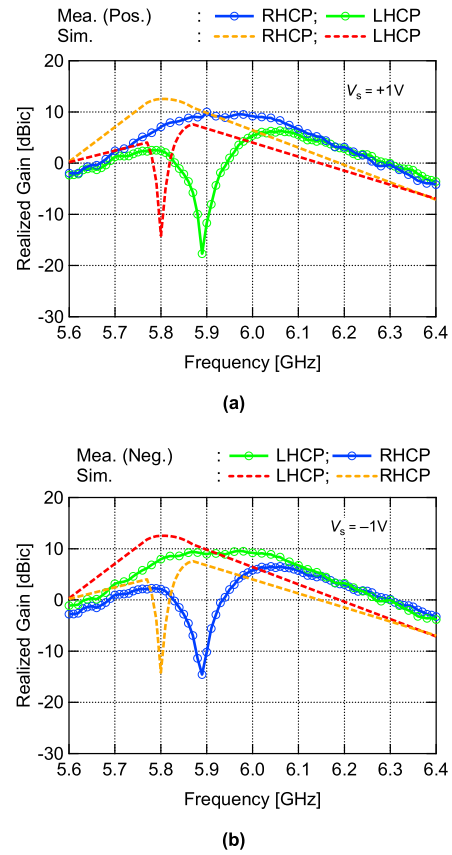 Mea. (Pos.) : RHCP; LHCP
Sim. : RHCP; LHCP
V_s = +1V
20
10
0
-10
-20
-30
Realized Gain [dBic]
5.6 5.7 5.8 5.9 6.0 6.1 6.2 6.3 6.4
Frequency [GHz]
(a)
Mea. (Neg.) : LHCP; RHCP
Sim. : LHCP; RHCP
V_s = –1V
20
10
0
-10
-20
-30
Realized Gain [dBic]
5.6 5.7 5.8 5.9 6.0 6.1 6.2 6.3 6.4
Frequency [GHz]
(b)